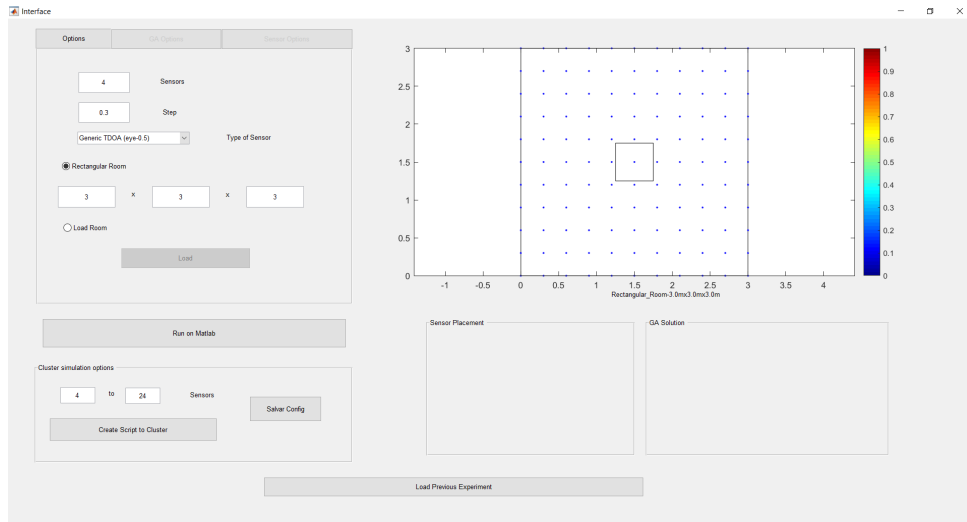 Interface
Options GA Options Sensor Options
4 Sensors
0.3 Step
Generic TDOA (eye-0.5) Type of Sensor
Rectangular Room
3 x 3 x 3
Load Room
Load
Run on Matlab
Cluster simulation options
4 to 24 Sensors
Salvar Config
Create Script to Cluster
3
2.5
2
1.5
1
0.5
0
-1 -0.5 0 0.5 1 1.5 2 2.5 3 3.5 4
Rectangular_Room-3.0mx3.0mx3.0m
1
0.9
0.8
0.7
0.6
0.5
0.4
0.3
0.2
0.1
0
Sensor Placement
GA Solution
Load Previous Experiment